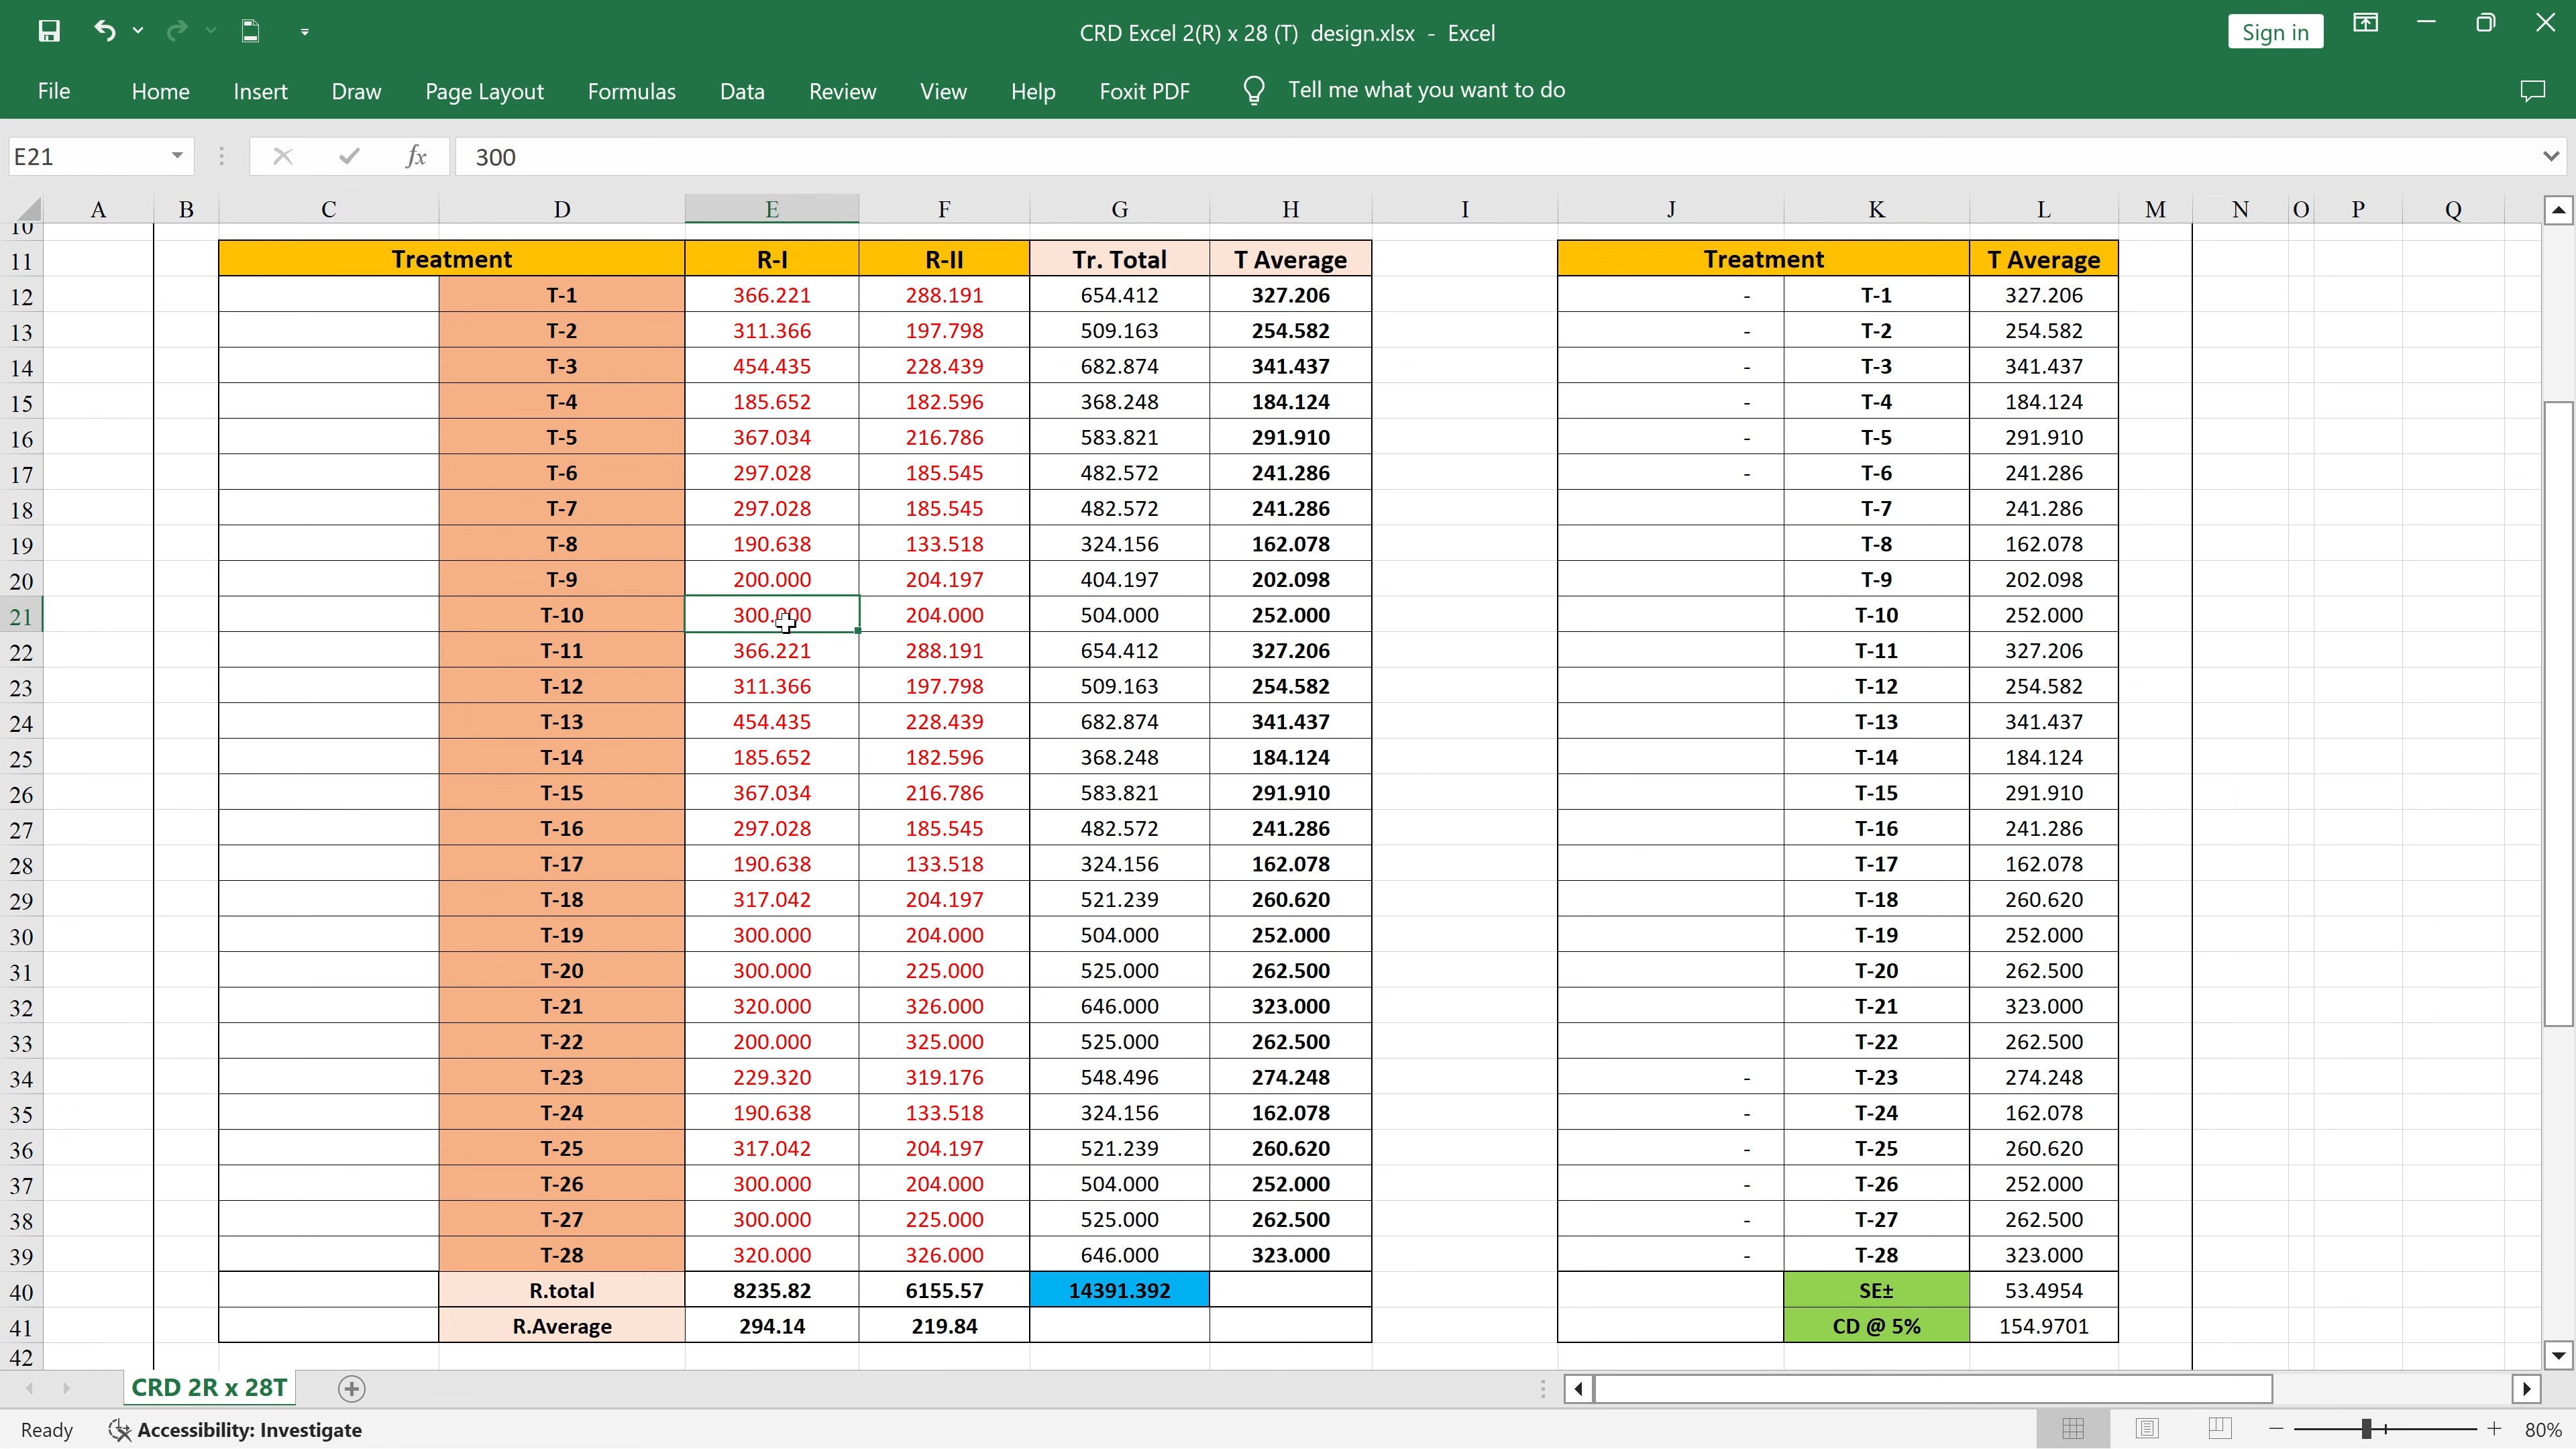 CRD Excel 2(R) x 28 (T) design.xlsx - Excel
Sign in
File Home Insert Draw Page Layout Formulas Data Review View Help Foxit PDF Tell me what you want to do
E21 fx 300
A B C D E F G H I J K L M N O P Q
10
11 Treatment R-I R-II Tr. Total T Average Treatment T Average
12 T-1 366.221 288.191 654.412 327.206 - T-1 327.206
13 T-2 311.366 197.798 509.163 254.582 - T-2 254.582
14 T-3 454.435 228.439 682.874 341.437 - T-3 341.437
15 T-4 185.652 182.596 368.248 184.124 - T-4 184.124
16 T-5 367.034 216.786 583.821 291.910 - T-5 291.910
17 T-6 297.028 185.545 482.572 241.286 - T-6 241.286
18 T-7 297.028 185.545 482.572 241.286 T-7 241.286
19 T-8 190.638 133.518 324.156 162.078 T-8 162.078
20 T-9 200.000 204.197 404.197 202.098 T-9 202.098
21 T-10 300.000 204.000 504.000 252.000 T-10 252.000
22 T-11 366.221 288.191 654.412 327.206 T-11 327.206
23 T-12 311.366 197.798 509.163 254.582 T-12 254.582
24 T-13 454.435 228.439 682.874 341.437 T-13 341.437
25 T-14 185.652 182.596 368.248 184.124 T-14 184.124
26 T-15 367.034 216.786 583.821 291.910 T-15 291.910
27 T-16 297.028 185.545 482.572 241.286 T-16 241.286
28 T-17 190.638 133.518 324.156 162.078 T-17 162.078
29 T-18 317.042 204.197 521.239 260.620 T-18 260.620
30 T-19 300.000 204.000 504.000 252.000 T-19 252.000
31 T-20 300.000 225.000 525.000 262.500 T-20 262.500
32 T-21 320.000 326.000 646.000 323.000 T-21 323.000
33 T-22 200.000 325.000 525.000 262.500 T-22 262.500
34 T-23 229.320 319.176 548.496 274.248 - T-23 274.248
35 T-24 190.638 133.518 324.156 162.078 - T-24 162.078
36 T-25 317.042 204.197 521.239 260.620 - T-25 260.620
37 T-26 300.000 204.000 504.000 252.000 - T-26 252.000
38 T-27 300.000 225.000 525.000 262.500 - T-27 262.500
39 T-28 320.000 326.000 646.000 323.000 - T-28 323.000
40 R.total 8235.82 6155.57 14391.392 SE± 53.4954
41 R.Average 294.14 219.84 CD @ 5% 154.9701
42
CRD 2R x 28T
Ready Accessibility: Investigate 80%